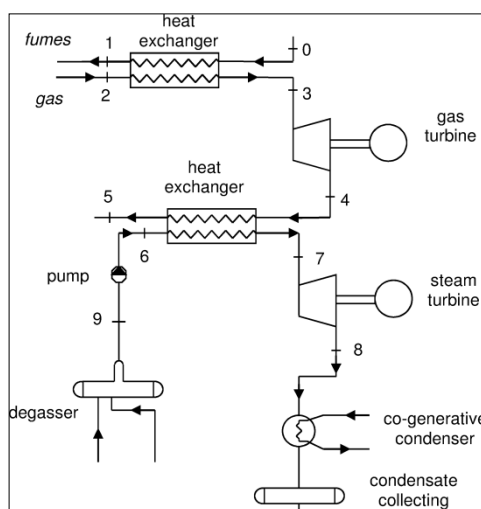 heat
exchanger
fumes
1
0
gas
2
3
gas
turbine
heat
exchanger
4
5
6
7
pump
steam
turbine
9
8
degasser
co-generative
condenser
condensate
collecting